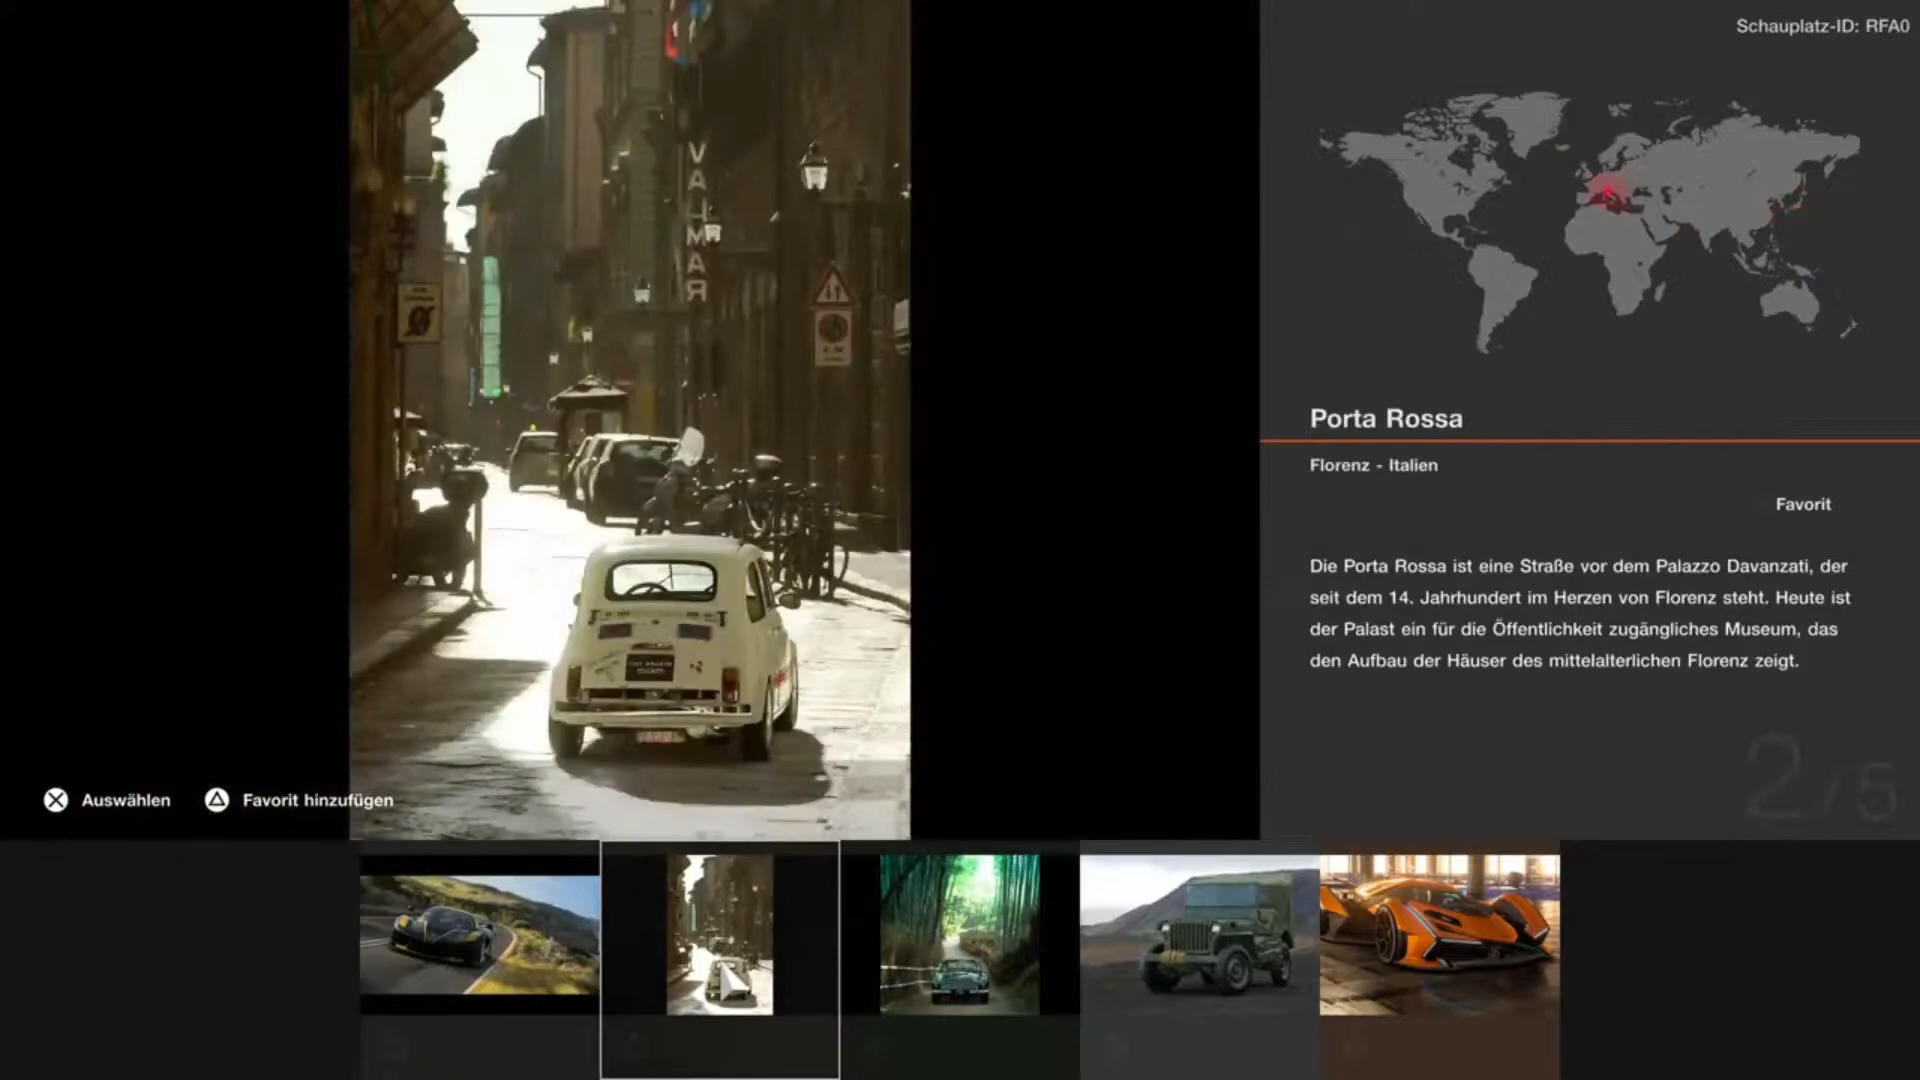 Schauplatz-ID: RFA0
VALMAR
Porta Rossa
Florenz - Italien
Favorit
Die Porta Rossa ist eine Straße vor dem Palazzo Davanzati, der
seit dem 14. Jahrhundert im Herzen von Florenz steht. Heute ist
der Palast ein für die Öffentlichkeit zugängliches Museum, das
den Aufbau der Häuser des mittelalterlichen Florenz zeigt.
2/5
Auswählen
Favorit hinzufügen